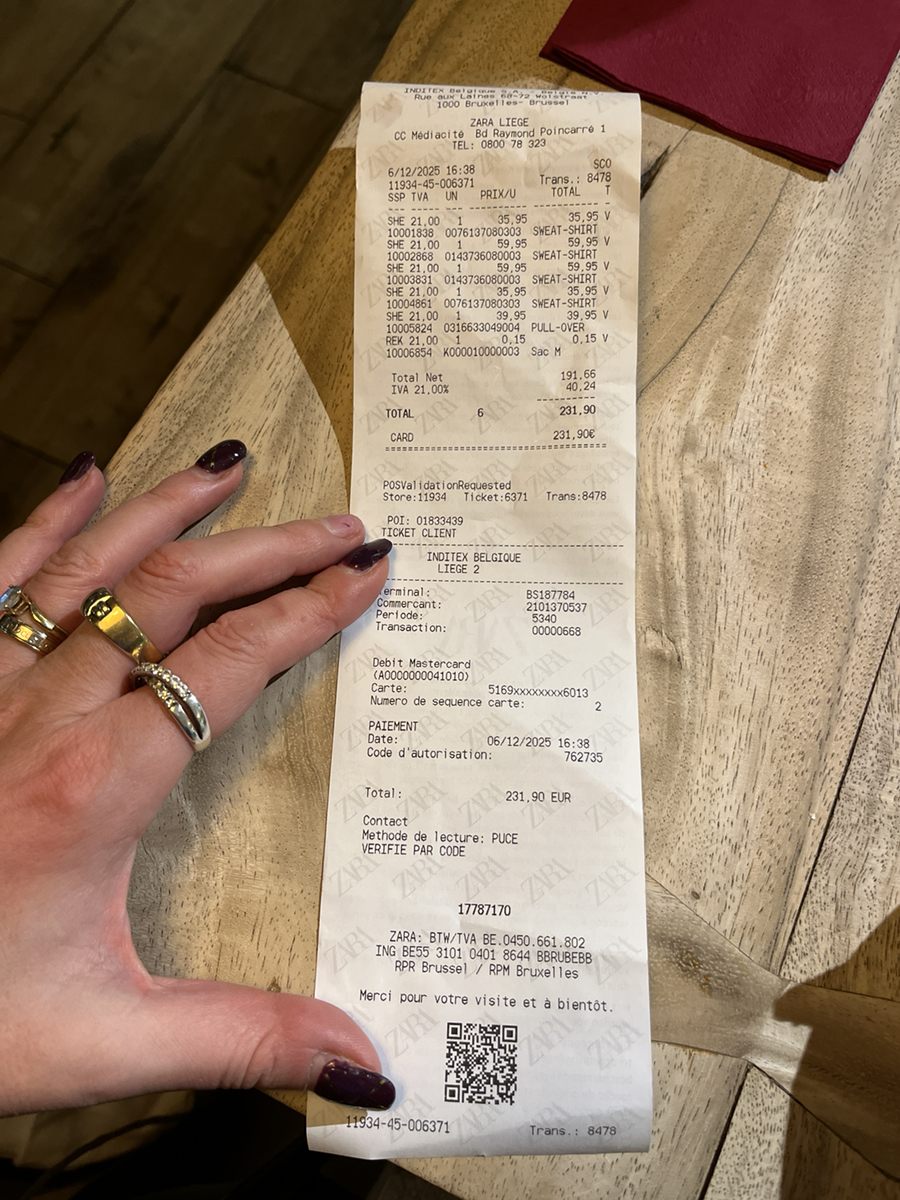 INDITEX Belgique S.A. - België N.V.
Rue aux Laines 68-72 Wolstraat
1000 Bruxelles- Brussel
ZARA LIEGE
CC Médiacité Bd Raymond Poincarré 1
TEL: 0800 78 323
6/12/2025 16:38 SCO
11934-45-006371 Trans.: 8478
SSP TVA UN PRIX/U TOTAL T
SHE 21,00 1 35,95 35,95 V
10001838 0076137080303 SWEAT-SHIRT
SHE 21,00 1 59,95 59,95 V
10002868 0143736080003 SWEAT-SHIRT
SHE 21,00 1 59,95 59,95 V
10003831 0143736080003 SWEAT-SHIRT
SHE 21,00 1 35,95 35,95 V
10004861 0076137080303 SWEAT-SHIRT
SHE 21,00 1 39,95 39,95 V
10005824 0316633049004 PULL-OVER
REK 21,00 1 0,15 0,15 V
10006854 K000010000003 Sac M
Total Net 191,66
IVA 21,00% 40,24
TOTAL 6 231,90
CARD 231,90€
POSValidationRequested
Store:11934 Ticket:6371 Trans:8478
POI: 01833439
TICKET CLIENT
INDITEX BELGIQUE
LIEGE 2
Terminal: BS187784
Commercant: 2101370537
Periode: 5340
Transaction: 00000668
Debit Mastercard
(A0000000041010)
Carte: 5169xxxxxxxx6013
Numero de sequence carte: 2
PAIEMENT
Date: 06/12/2025 16:38
Code d'autorisation: 762735
Total: 231,90 EUR
Contact
Methode de lecture: PUCE
VERIFIE PAR CODE
17787170
ZARA: BTW/TVA BE.0450.661.802
ING BE55 3101 0401 8644 BBRUBEBB
RPR Brussel / RPM Bruxelles
Merci pour votre visite et à bientôt.
11934-45-006371 Trans.: 8478